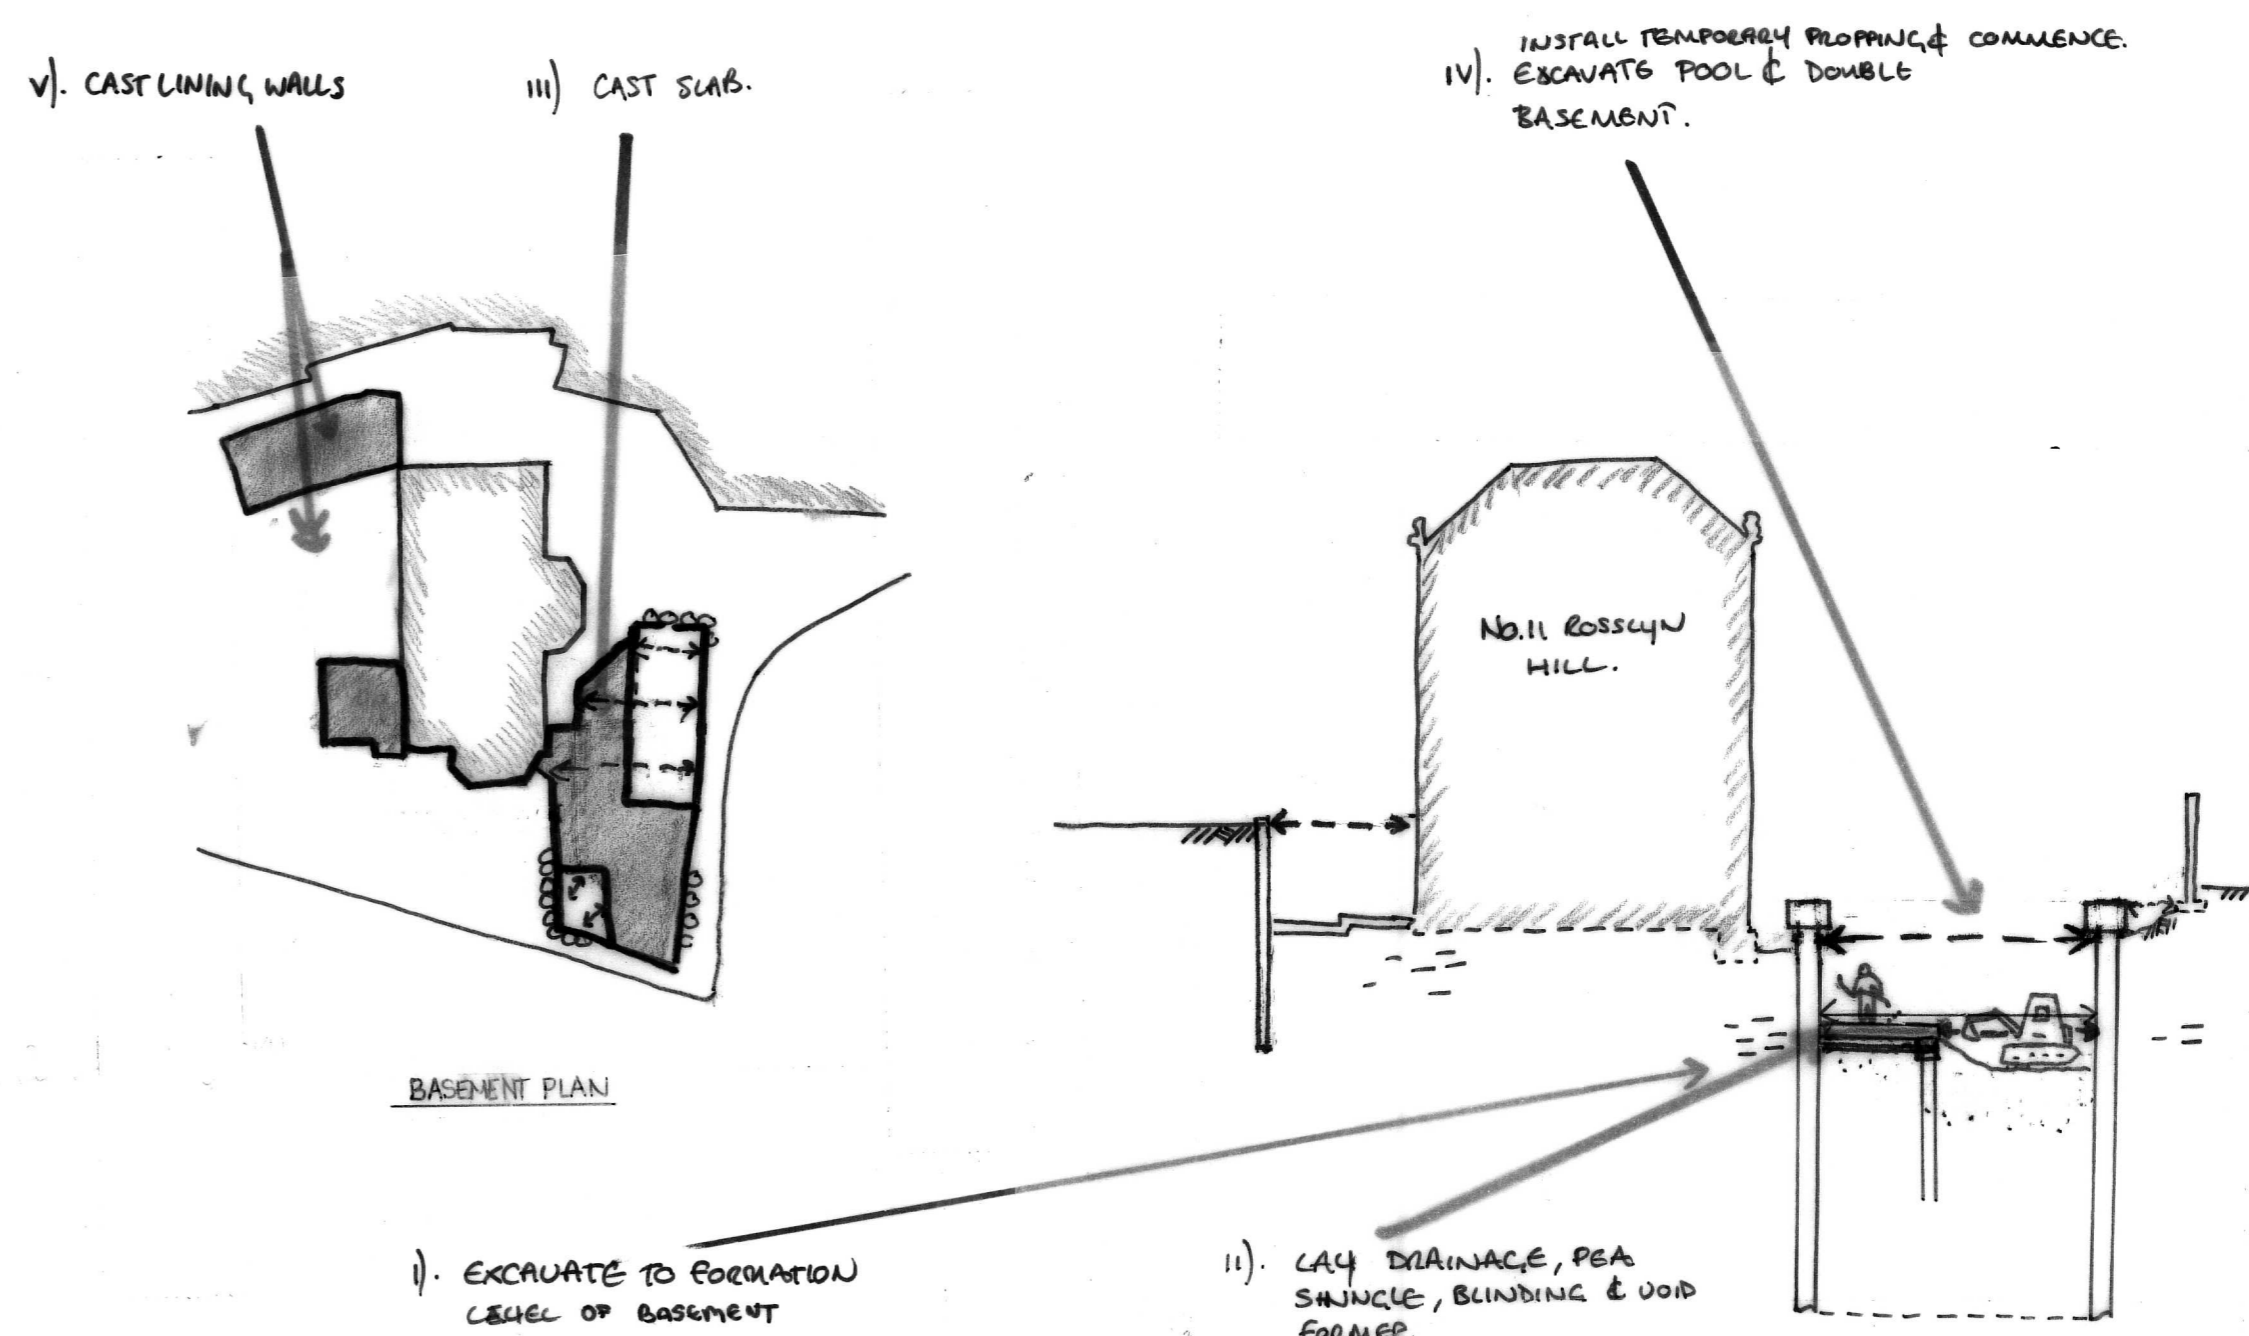 V). CAST LINING WALLS
III) CAST SLAB.
INSTALL TEMPORARY PROPPING & COMMENCE.
IV). EXCAVATE POOL & DOUBLE
BASEMENT.
No.11 ROSSLYN
HILL.
BASEMENT PLAN
I). EXCAVATE TO FORMATION
LEVEL OF BASEMENT
II). LAY DRAINAGE, PEA
SHINGLE, BLINDING & VOID
FORMER.